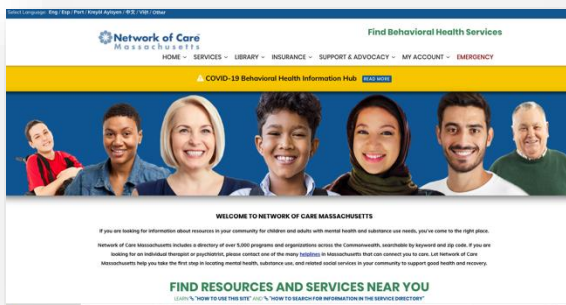 Select Language: Eng / Esp / Port / Kreyòl Ayisyen / 中文 / Việt / Other
Network of Care®
Massachusetts
Find Behavioral Health Services
HOME SERVICES LIBRARY INSURANCE SUPPORT & ADVOCACY MY ACCOUNT EMERGENCY
COVID-19 Behavioral Health Information Hub READ MORE
WELCOME TO NETWORK OF CARE MASSACHUSETTS
If you are looking for information about resources in your community for children and adults with mental health and substance use needs, you've come to the right place.
Network of Care Massachusetts includes a directory of over 5,000 programs and organizations across the Commonwealth, searchable by keyword and zip code. If you are
looking for an individual therapist or psychiatrist, please contact one of the many helplines in Massachusetts that can connect you to care. Let Network of Care
Massachusetts help you take the first step in locating mental health, substance use, and related social services in your community to support good health and recovery.
FIND RESOURCES AND SERVICES NEAR YOU
LEARN "HOW TO USE THIS SITE" AND "HOW TO SEARCH FOR INFORMATION IN THE SERVICE DIRECTORY"